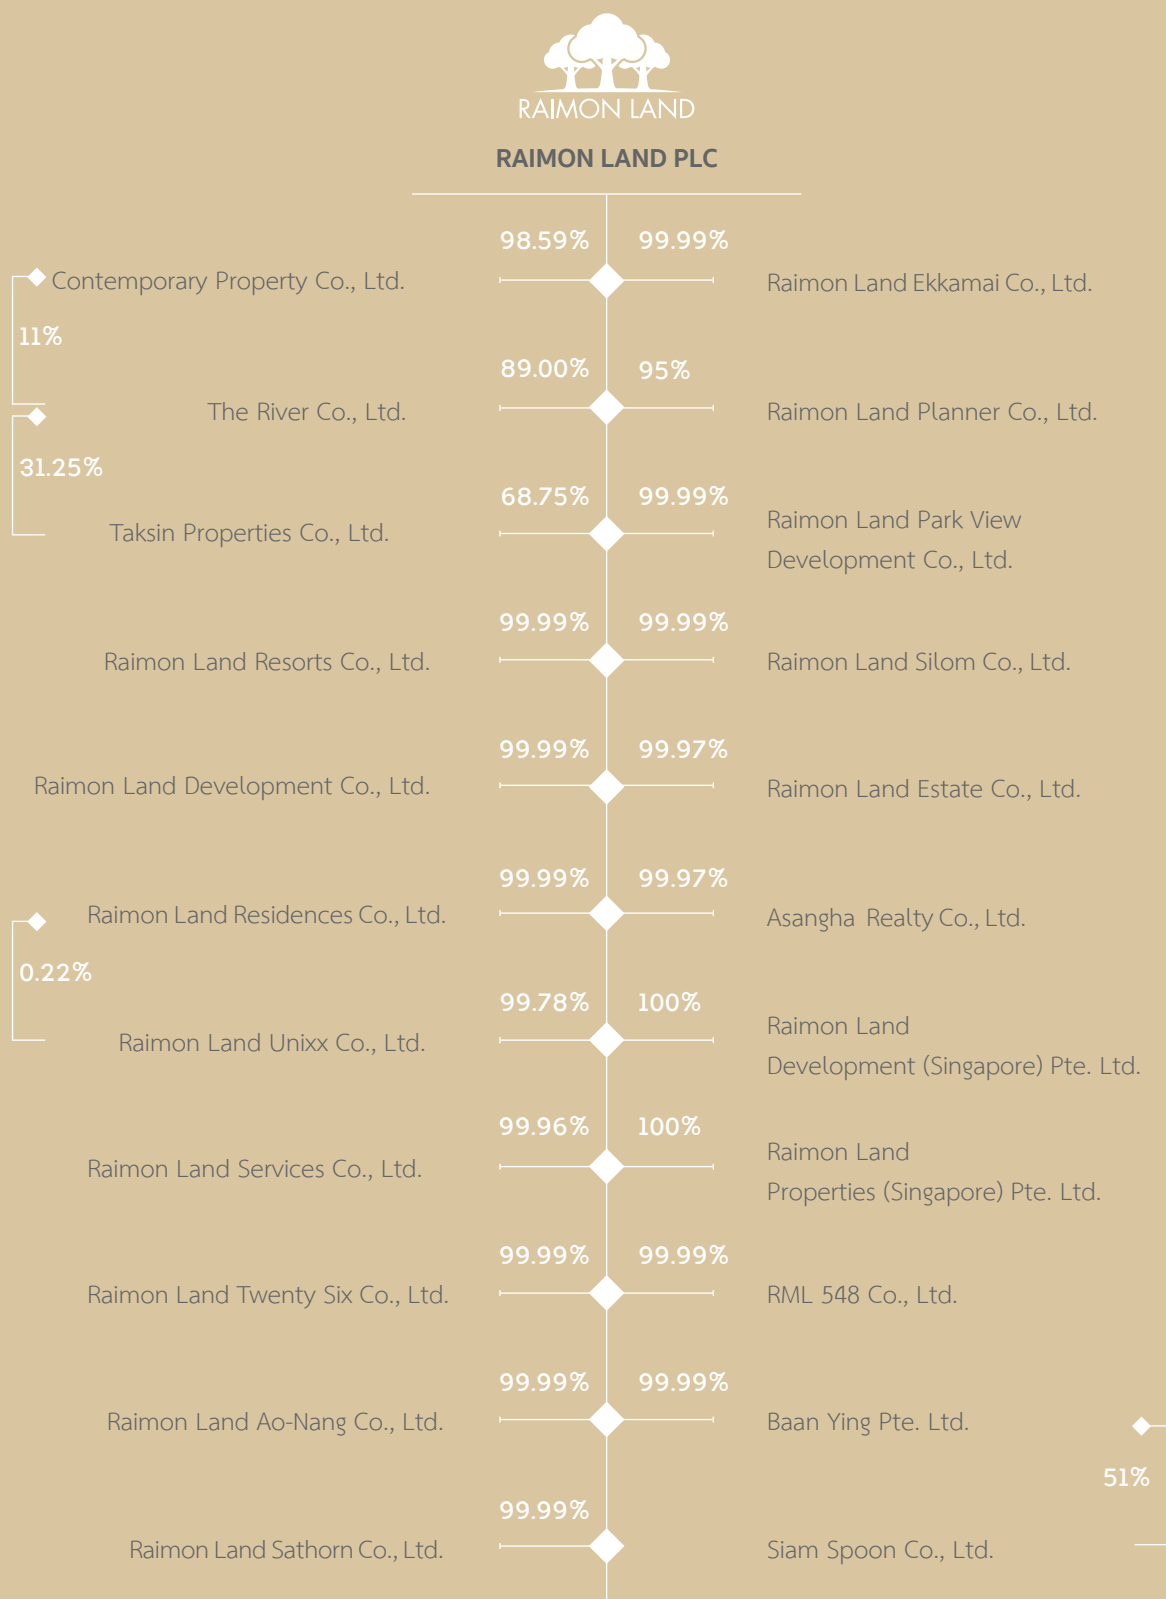 RAIMON LAND
RAIMON LAND PLC
98.59% 99.99%
Contemporary Property Co., Ltd. Raimon Land Ekkamai Co., Ltd.
11%
89.00% 95%
The River Co., Ltd. Raimon Land Planner Co., Ltd.
31.25%
68.75% 99.99%
Taksin Properties Co., Ltd. Raimon Land Park View
Development Co., Ltd.
99.99% 99.99%
Raimon Land Resorts Co., Ltd. Raimon Land Silom Co., Ltd.
99.99% 99.97%
Raimon Land Development Co., Ltd. Raimon Land Estate Co., Ltd.
99.99% 99.97%
Raimon Land Residences Co., Ltd. Asangha Realty Co., Ltd.
0.22%
99.78% 100%
Raimon Land Unixx Co., Ltd. Raimon Land
Development (Singapore) Pte. Ltd.
99.96% 100%
Raimon Land Services Co., Ltd. Raimon Land
Properties (Singapore) Pte. Ltd.
99.99% 99.99%
Raimon Land Twenty Six Co., Ltd. RML 548 Co., Ltd.
99.99% 99.99%
Raimon Land Ao-Nang Co., Ltd. Baan Ying Pte. Ltd.
51%
99.99%
Raimon Land Sathorn Co., Ltd. Siam Spoon Co., Ltd.